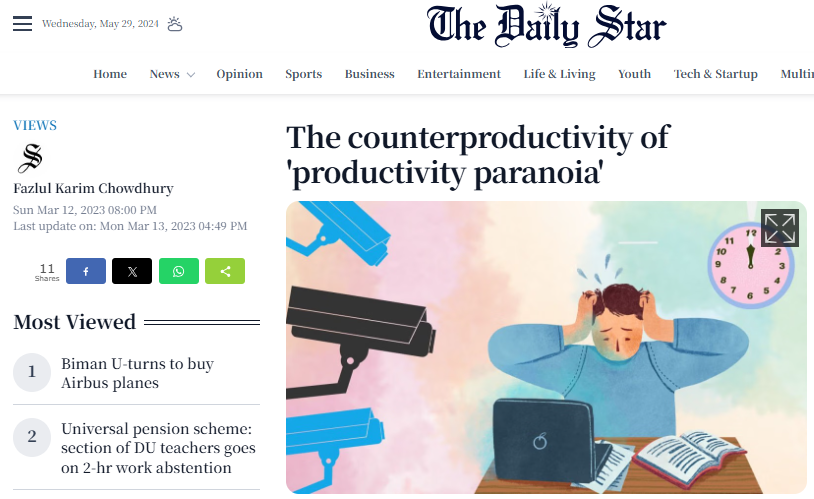 Wednesday, May 29, 2024
The Daily Star
Home News Opinion Sports Business Entertainment Life & Living Youth Tech & Startup
VIEWS
Fazlul Karim Chowdhury
Sun Mar 12, 2023 08:00 PM
Last update on: Mon Mar 13, 2023 04:49 PM
11
Shares
Most Viewed
1 Biman U-turns to buy
Airbus planes
2 Universal pension scheme:
section of DU teachers goes
on 2-hr work abstention
The counterproductivity of
'productivity paranoia'
11 2
10 3
9 4
8 5
7 6